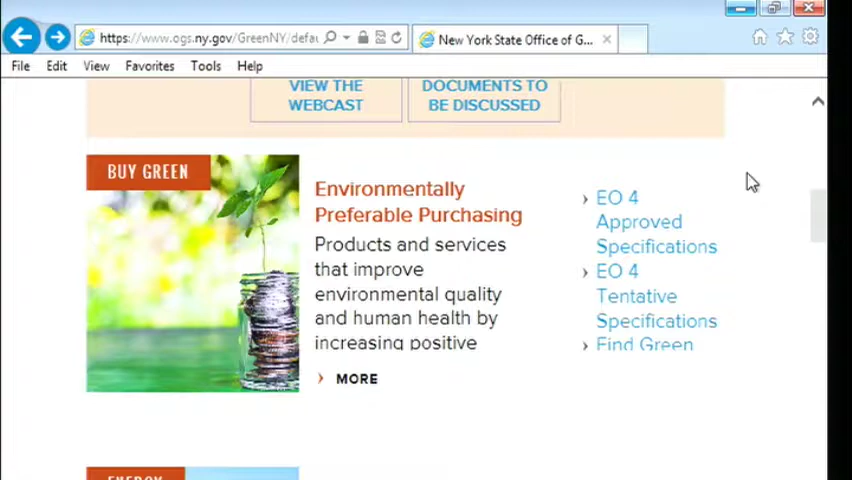 https://www.ogs.ny.gov/GreenNY/defau
New York State Office of G...
File Edit View Favorites Tools Help
VIEW THE
WEBCAST
DOCUMENTS TO
BE DISCUSSED
BUY GREEN
Environmentally
Preferable Purchasing
Products and services
that improve
environmental quality
and human health by
increasing positive
MORE
EO 4
Approved
Specifications
EO 4
Tentative
Specifications
Find Green
ENERGY